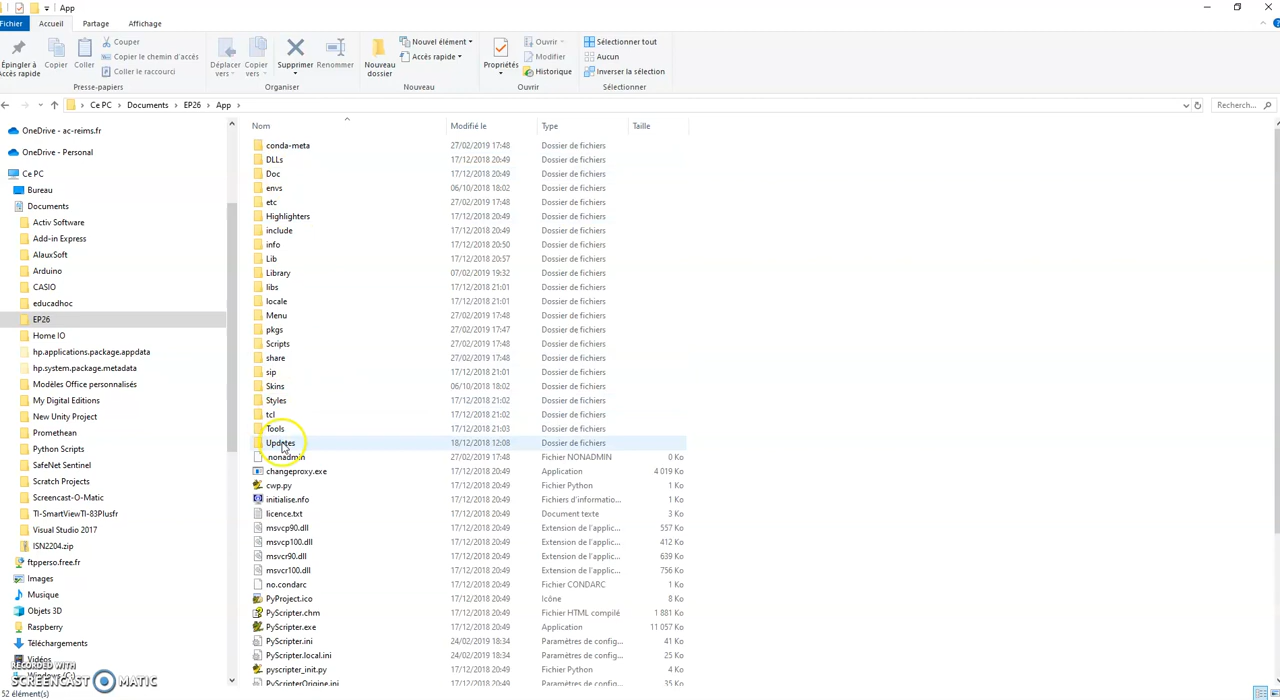 App
Fichier Accueil Partage Affichage
Épingler à Accès rapide
Copier
Coller
Couper
Copier le chemin d'accès
Coller le raccourci
Presse-papiers
Déplacer vers
Copier vers
Supprimer
Renommer
Organiser
Nouveau dossier
Nouvel élément
Accès rapide
Nouveau
Propriétés
Ouvrir
Modifier
Historique
Ouvrir
Sélectionner tout
Aucun
Inverser la sélection
Sélectionner
Ce PC > Documents > EP26 > App >
Recherch...
OneDrive - ac-reims.fr
OneDrive - Personal
Ce PC
Bureau
Documents
Activ Software
Add-in Express
AlauxSoft
Arduino
CASIO
educadhoc
EP26
Home IO
hp.applications.package.appdata
hp.system.package.metadata
Modèles Office personnalisés
My Digital Editions
New Unity Project
Promethean
Python Scripts
SafeNet Sentinel
Scratch Projects
Screencast-O-Matic
TI-SmartViewTI-83Plusfr
Visual Studio 2017
ISN2204.zip
ftpperso.free.fr
Images
Musique
Objets 3D
Raspberry
Téléchargements
Vidéos
Nom Modifié le Type Taille
conda-meta 27/02/2019 17:48 Dossier de fichiers
DLLs 17/12/2018 20:49 Dossier de fichiers
Doc 17/12/2018 20:49 Dossier de fichiers
envs 06/10/2018 18:02 Dossier de fichiers
etc 27/02/2019 17:48 Dossier de fichiers
Highlighters 17/12/2018 20:49 Dossier de fichiers
include 17/12/2018 20:49 Dossier de fichiers
info 17/12/2018 20:50 Dossier de fichiers
Lib 17/12/2018 20:57 Dossier de fichiers
Library 07/02/2019 19:32 Dossier de fichiers
libs 17/12/2018 21:01 Dossier de fichiers
locale 17/12/2018 21:01 Dossier de fichiers
Menu 27/02/2019 17:48 Dossier de fichiers
pkgs 27/02/2019 17:47 Dossier de fichiers
Scripts 27/02/2019 17:48 Dossier de fichiers
share 27/02/2019 17:48 Dossier de fichiers
sip 17/12/2018 21:01 Dossier de fichiers
Skins 06/10/2018 18:02 Dossier de fichiers
Styles 17/12/2018 21:02 Dossier de fichiers
tcl 17/12/2018 21:02 Dossier de fichiers
Tools 17/12/2018 21:03 Dossier de fichiers
Updates 18/12/2018 12:08 Dossier de fichiers
.nonadmin 27/02/2019 17:48 Fichier NONADMIN 0 Ko
changeproxy.exe 17/12/2018 20:49 Application 4 019 Ko
cwp.py 17/12/2018 20:49 Fichier Python 1 Ko
initialise.nfo 17/12/2018 20:49 Fichiers d'informatio... 1 Ko
licence.txt 17/12/2018 20:49 Document texte 3 Ko
msvcp90.dll 17/12/2018 20:49 Extension de l'applic... 557 Ko
msvcp100.dll 17/12/2018 20:49 Extension de l'applic... 412 Ko
msvcr90.dll 17/12/2018 20:49 Extension de l'applic... 639 Ko
msvcr100.dll 17/12/2018 20:49 Extension de l'applic... 756 Ko
no.condarc 17/12/2018 20:49 Fichier CONDARC 1 Ko
PyProject.ico 17/12/2018 20:49 Icône 8 Ko
PyScripter.chm 17/12/2018 20:49 Fichier HTML compilé 1 881 Ko
PyScripter.exe 17/12/2018 20:49 Application 11 057 Ko
PyScripter.ini 24/02/2019 18:34 Paramètres de config... 41 Ko
PyScripter.local.ini 24/02/2019 18:34 Paramètres de config... 25 Ko
pyscripter_init.py 17/12/2018 20:49 Fichier Python 4 Ko
PyScripterOrigine.ini 17/12/2018 20:49 Paramètres de config... 35 Ko
RECORDED WITH
SCREENCAST MATIC
52 élément(s)